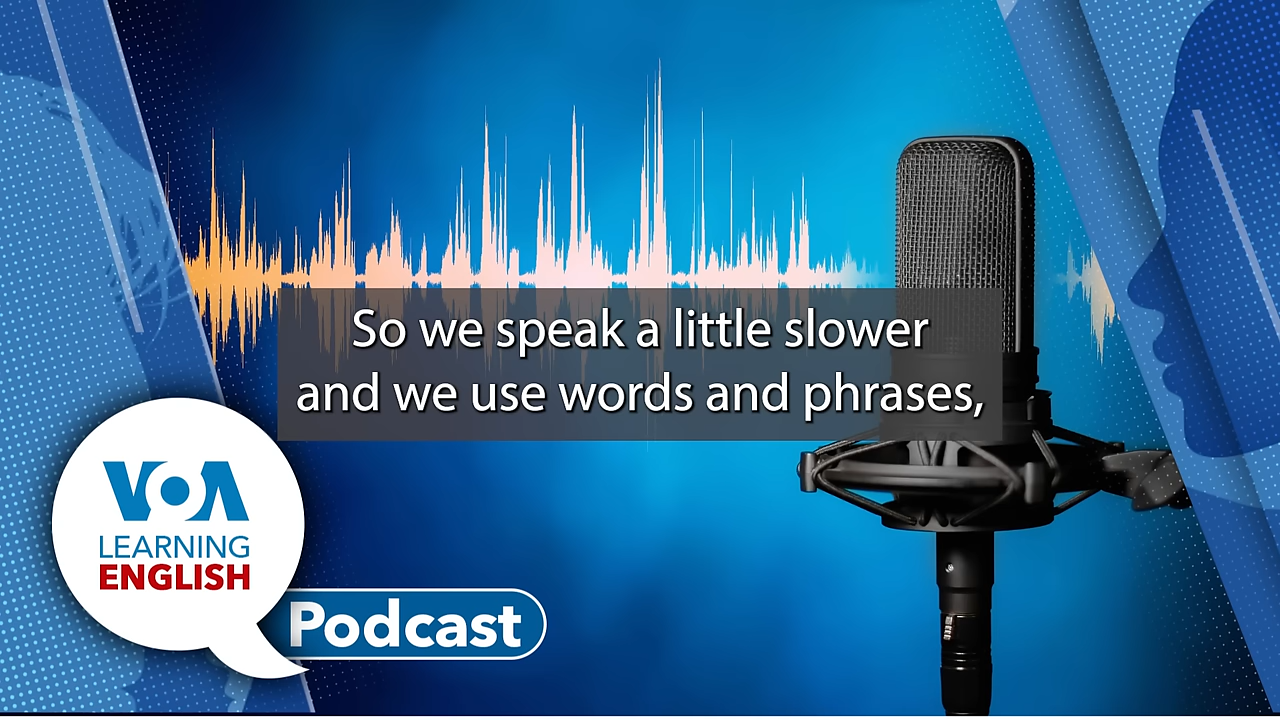 So we speak a little slower
and we use words and phrases,
VOA
LEARNING
ENGLISH
Podcast